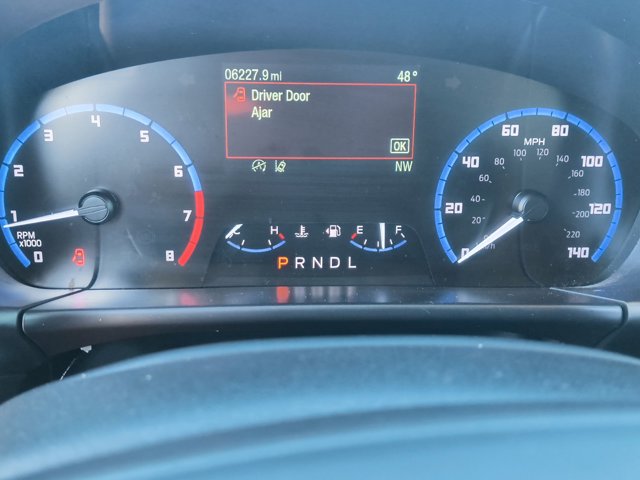 06227.9 mi 48°
Driver Door
Ajar
OK
NW
0 1 2 3 4 5 6 7 8
RPM
x1000
H E F
P R N D L
0 20 40 60 80 100 120 140
MPH
20 40 60 80 100 120 140 160 180 200 220